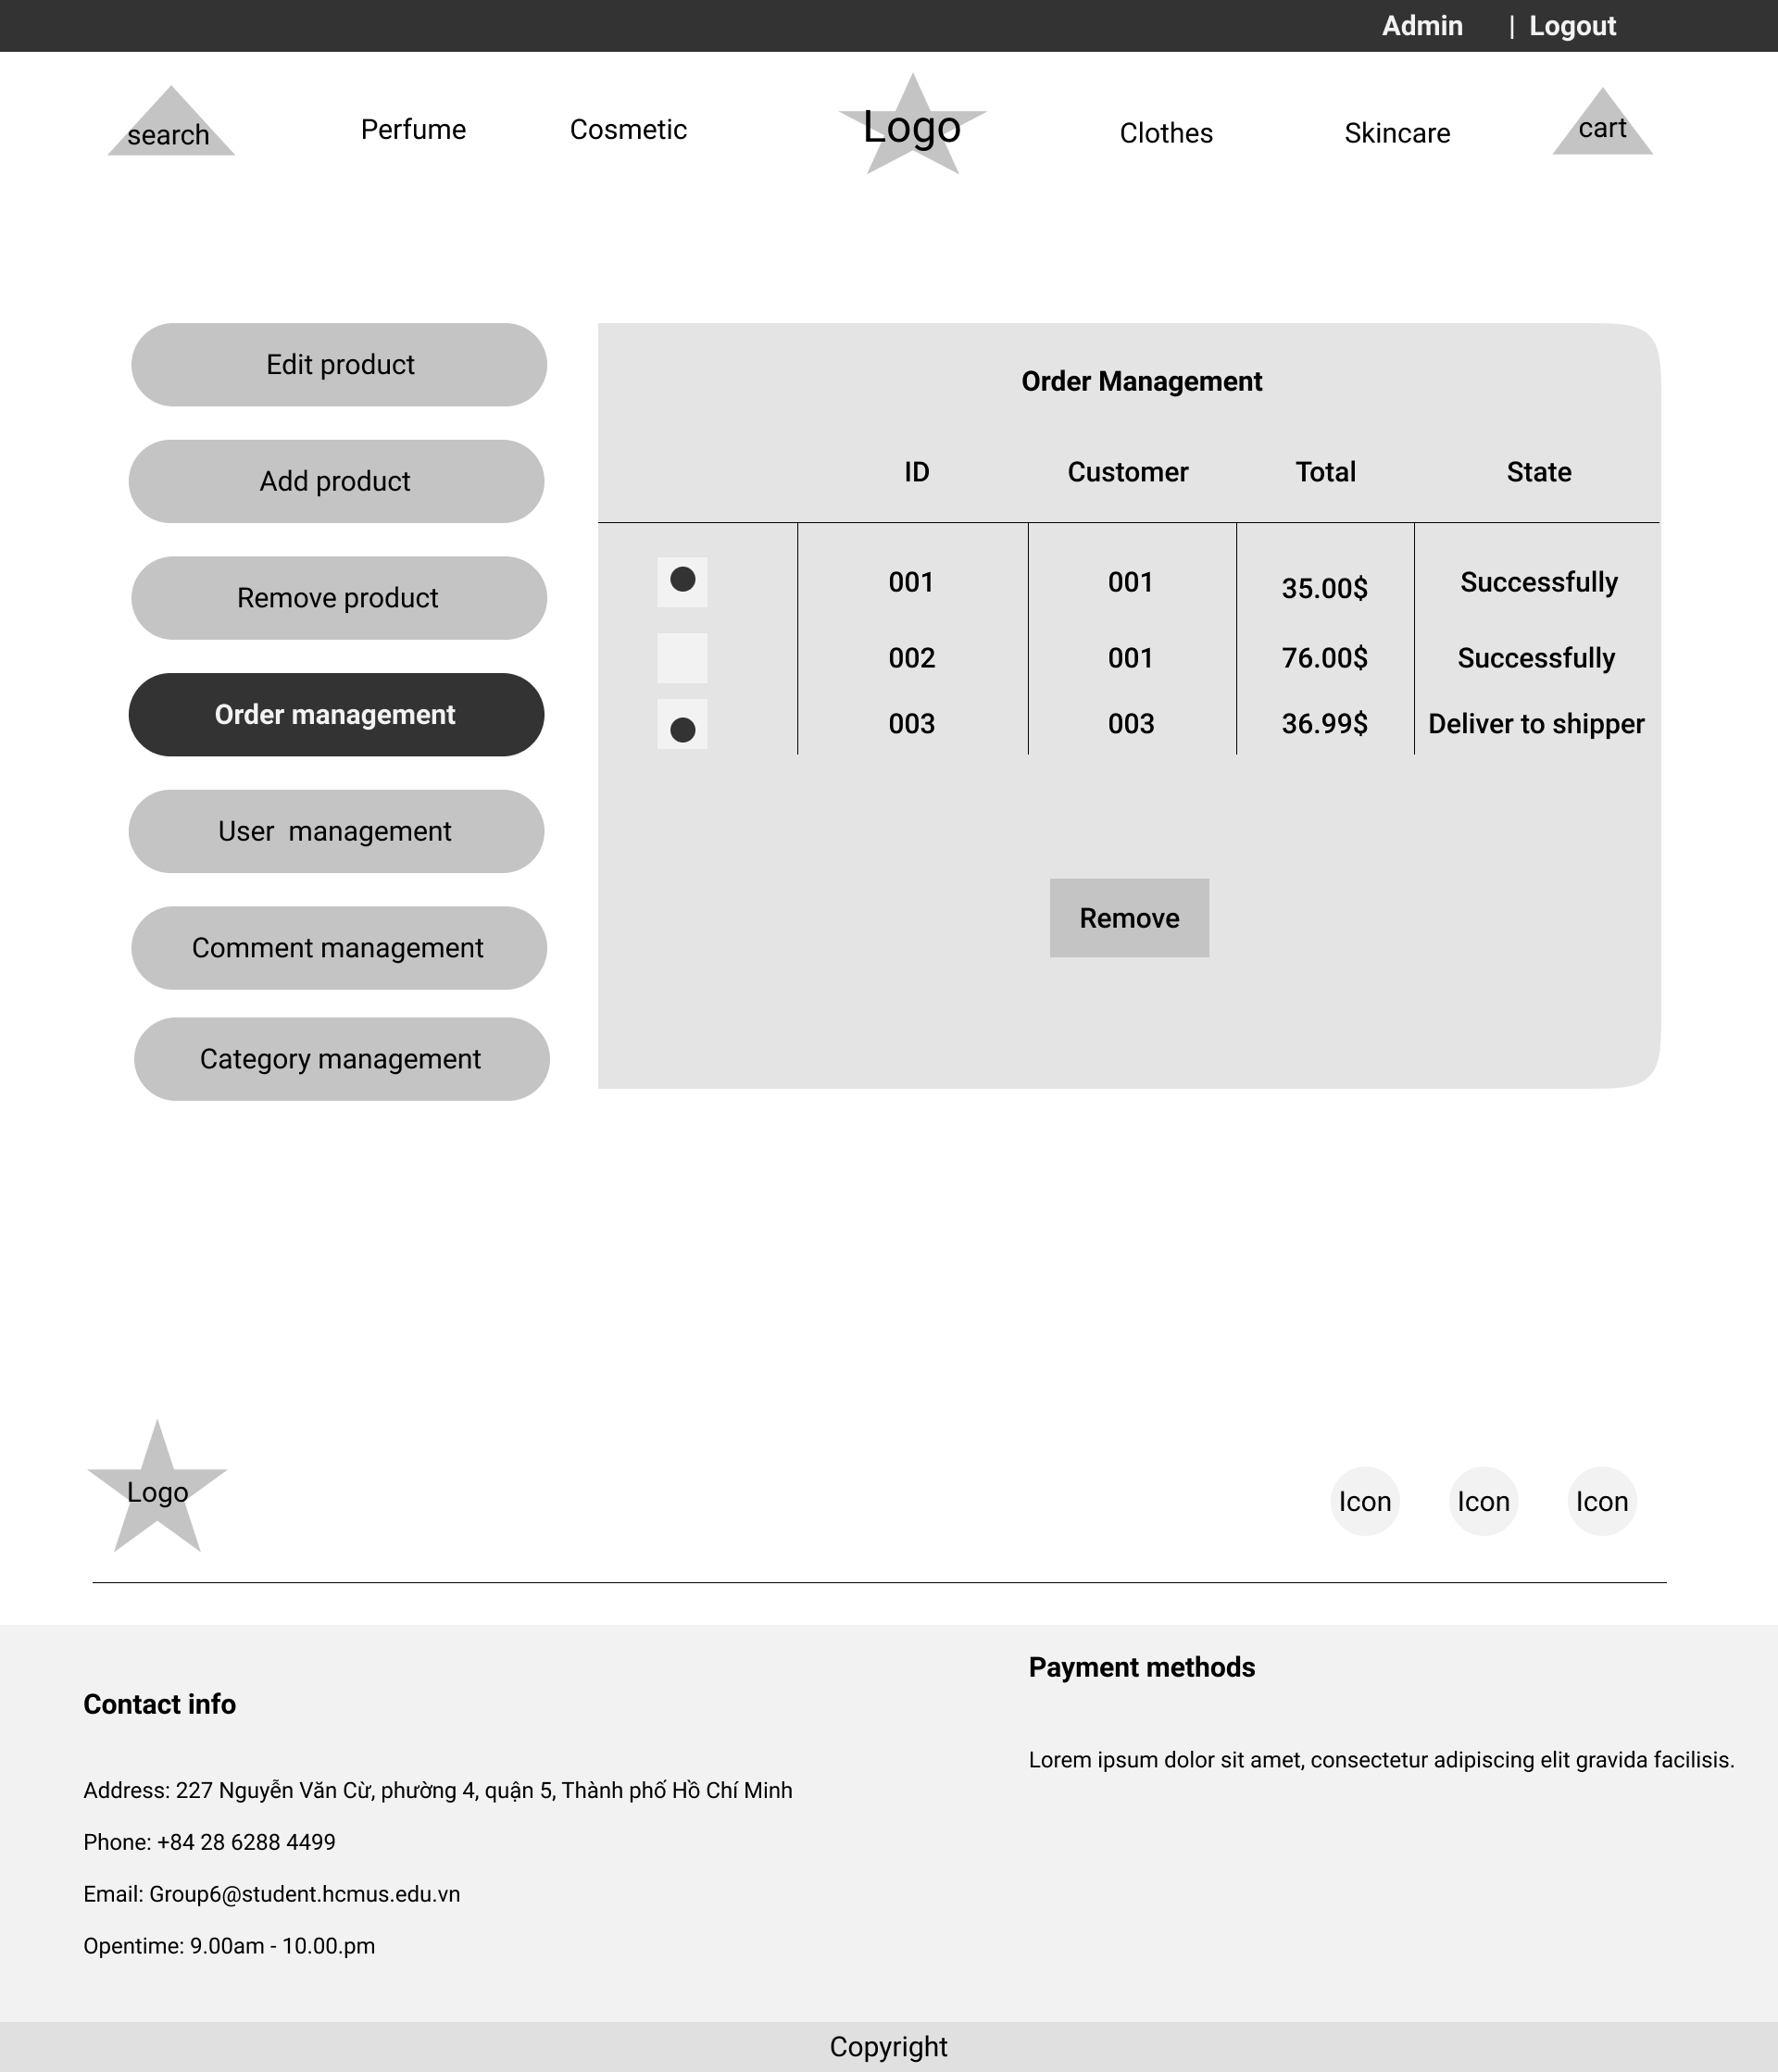 Admin | Logout
search Perfume Cosmetic Logo Clothes Skincare cart
Edit product
Add product
Remove product
Order management
User  management
Comment management
Category management
Order Management
ID Customer Total State
001 001 35.00$ Successfully
002 001 76.00$ Successfully
003 003 36.99$ Deliver to shipper
Remove
Logo Icon Icon Icon
Contact info
Address: 227 Nguyễn Văn Cừ, phường 4, quận 5, Thành phố Hồ Chí Minh
Phone: +84 28 6288 4499
Email: Group6@student.hcmus.edu.vn
Opentime: 9.00am - 10.00.pm
Payment methods
Lorem ipsum dolor sit amet, consectetur adipiscing elit gravida facilisis.
Copyright